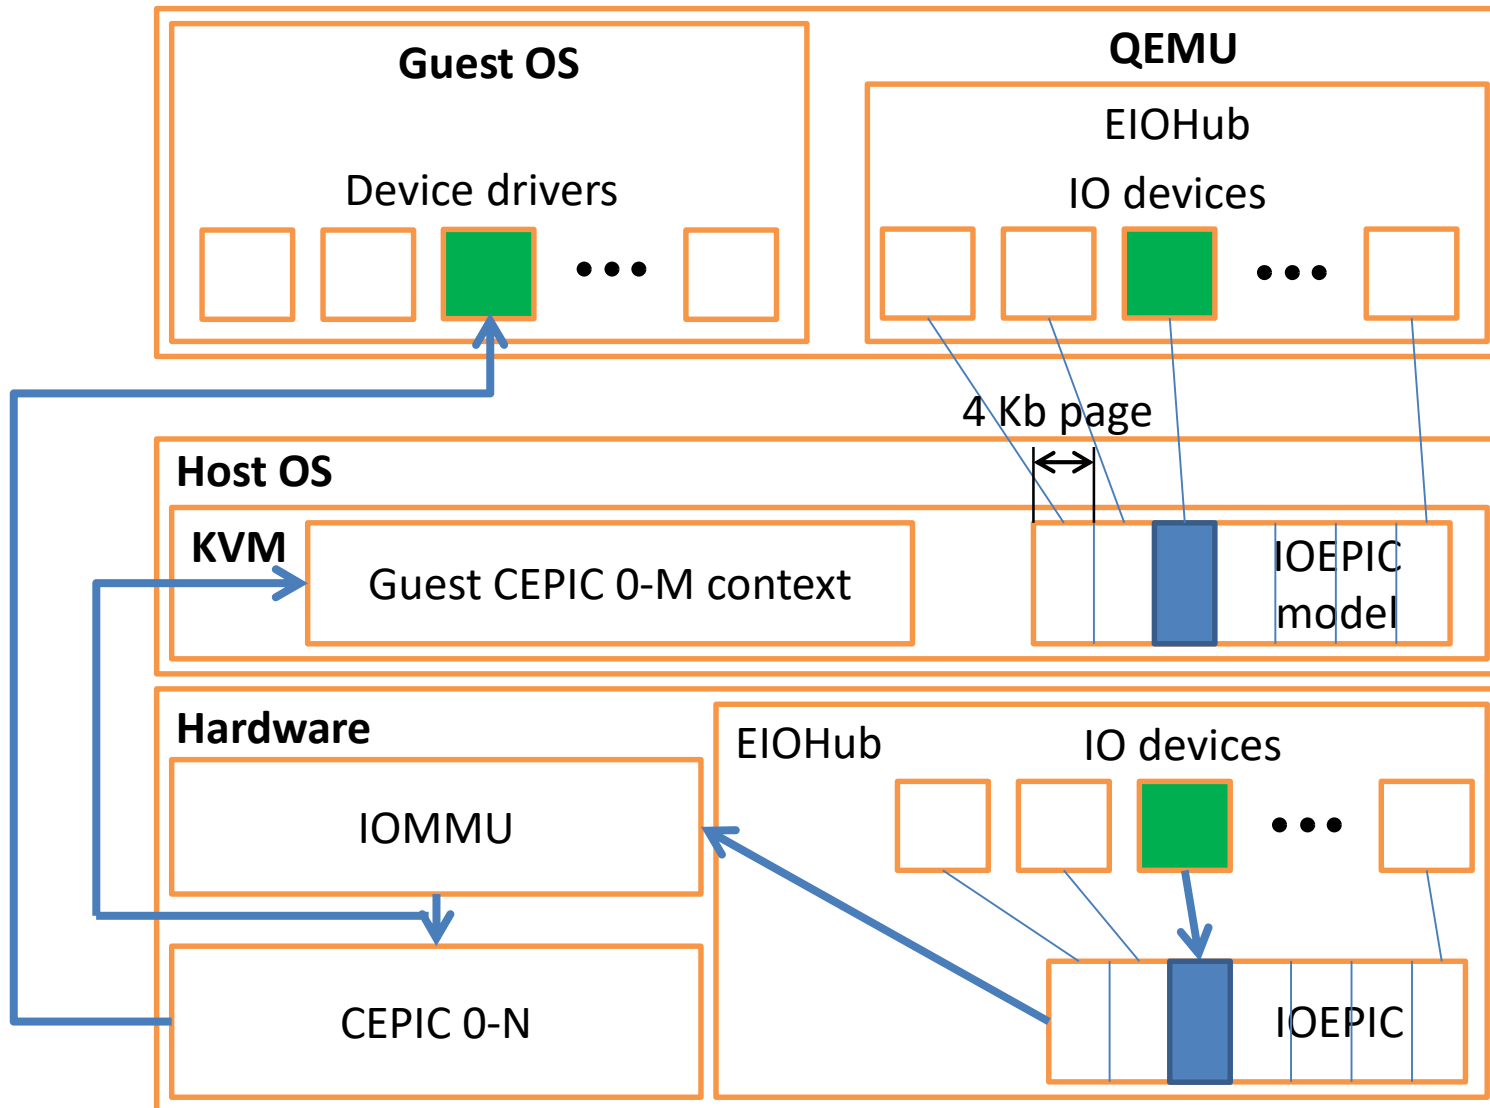 Guest OS
QEMU
EIOHub
Device drivers
IO devices
4 Kb page
Host OS
KVM
Guest CEPIC 0-M context
IOEPIC
model
Hardware
EIOHub
IO devices
IOMMU
CEPIC 0-N
IOEPIC